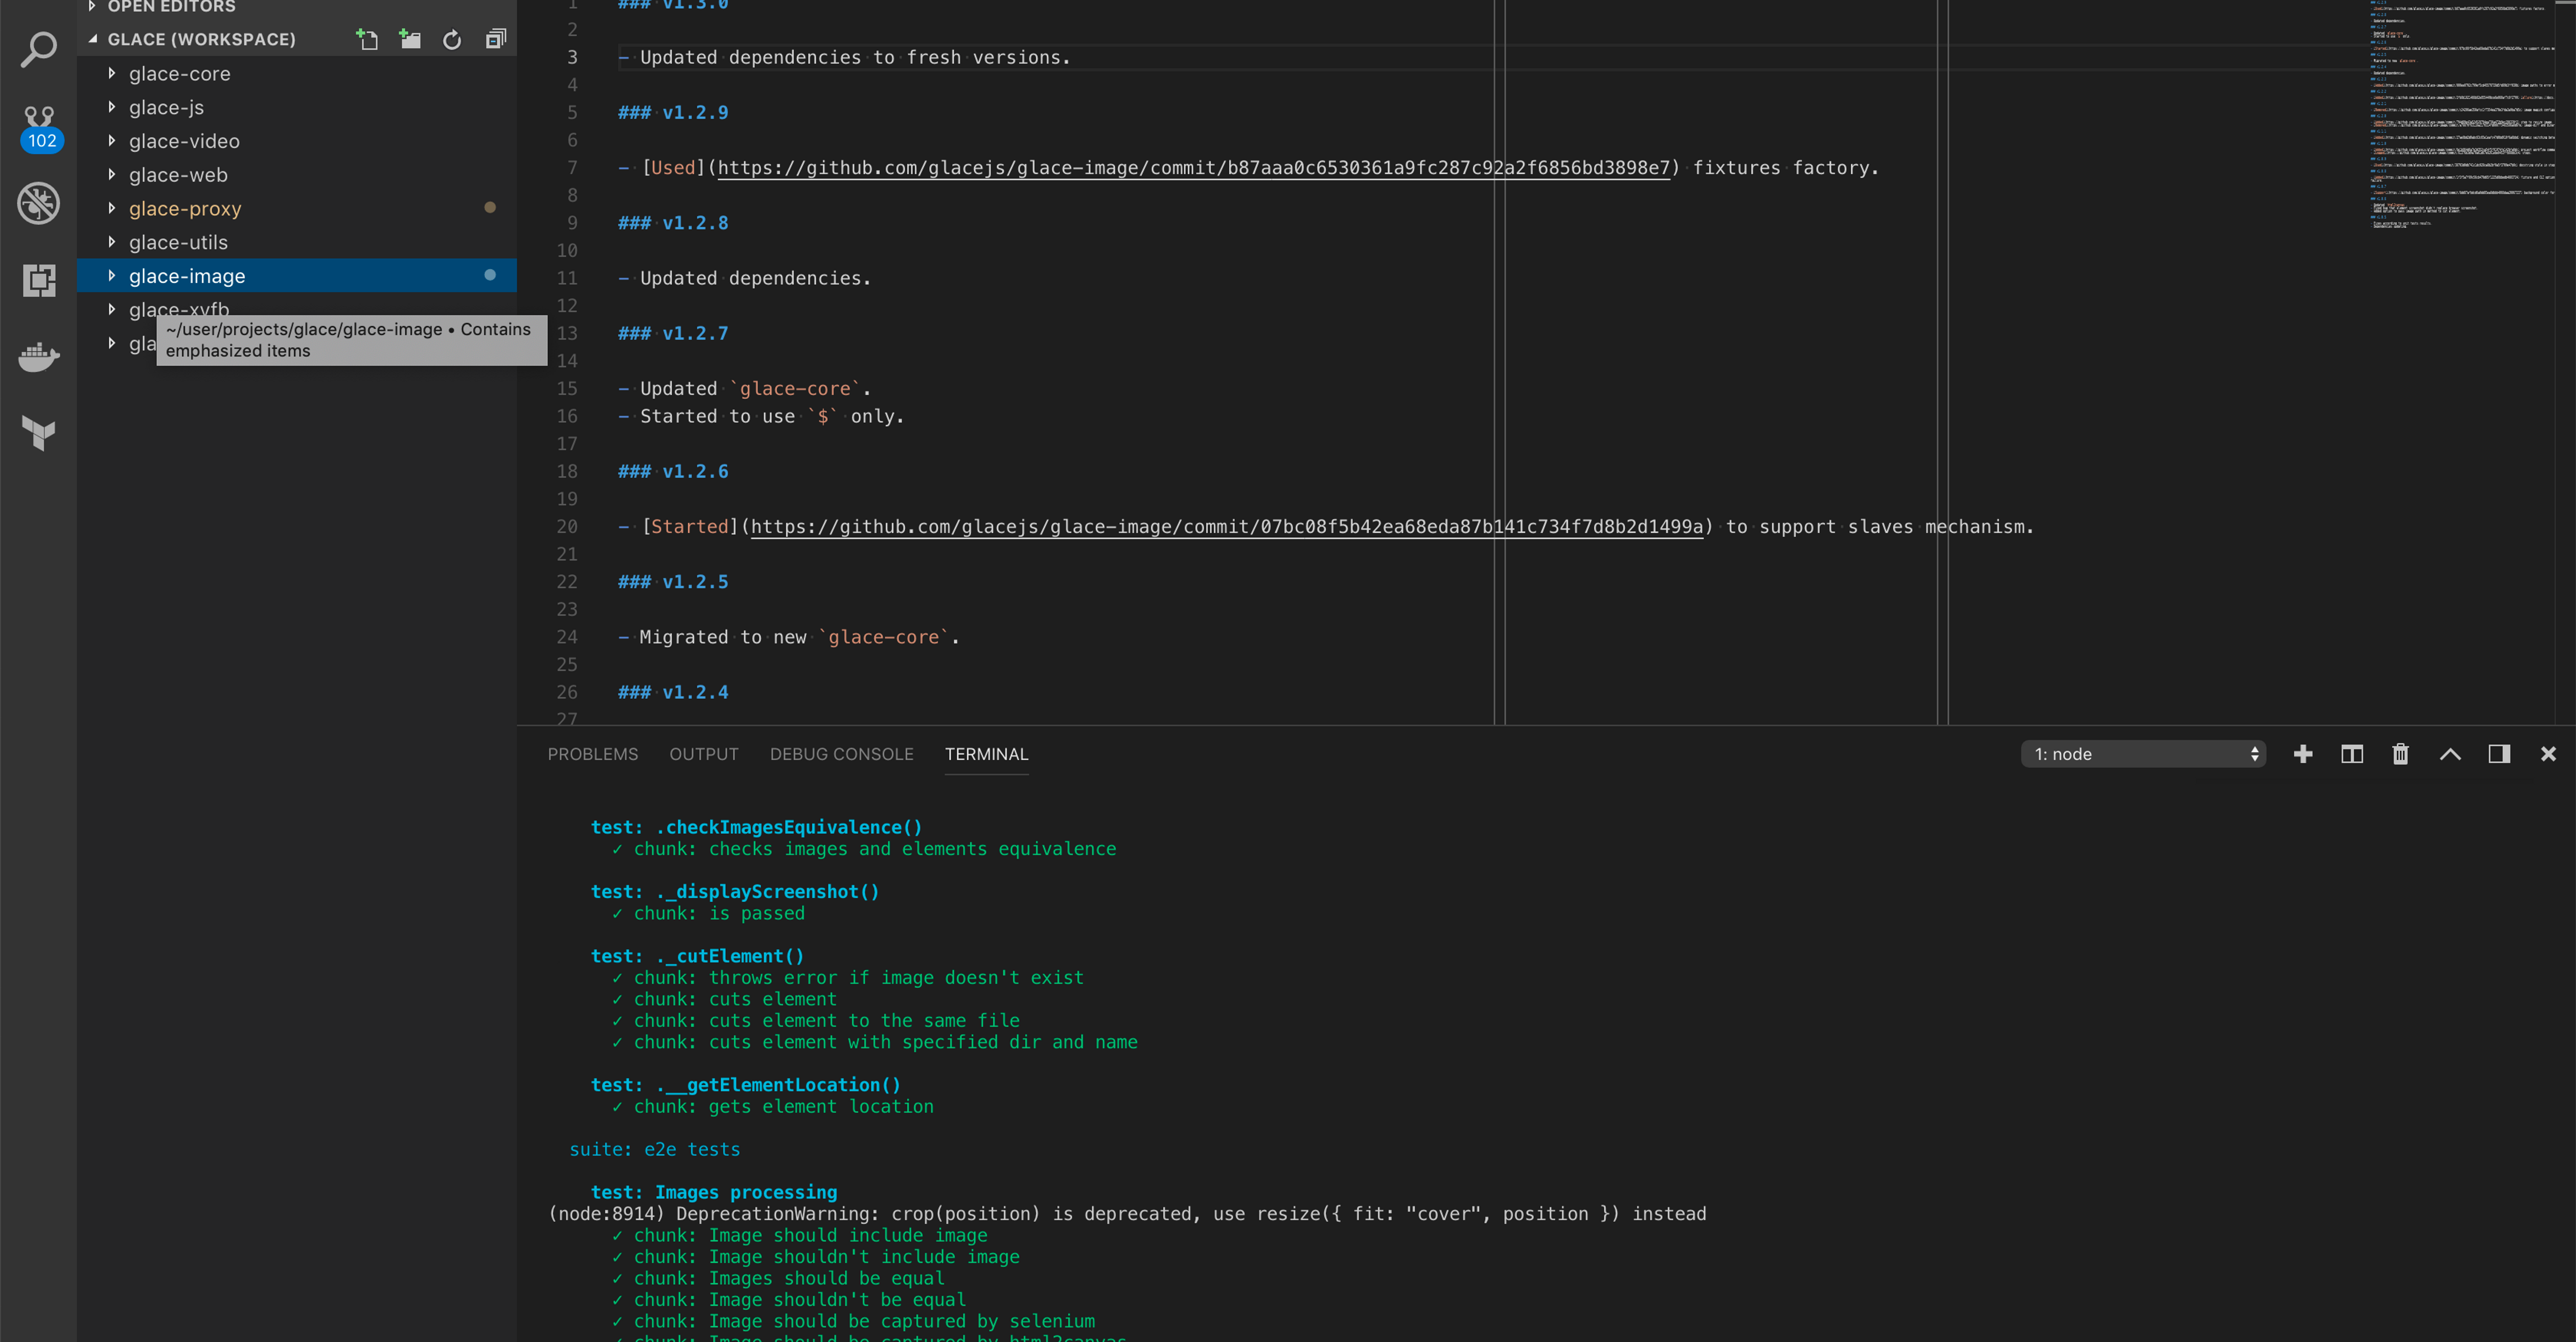 OPEN EDITORS
GLACE (WORKSPACE)
glace-core
glace-js
102
glace-video
glace-web
glace-proxy
glace-utils
glace-image
glace-xvfb
~/user/projects/glace/glace-image • Contains
emphasized items
gla
1 ### v1.3.0
2
3 - Updated dependencies to fresh versions.
4
5 ### v1.2.9
6
7 - [Used](https://github.com/glacejs/glace-image/commit/b87aaa0c6530361a9fc287c92a2f6856bd3898e7) fixtures factory.
8
9 ### v1.2.8
10
11 - Updated dependencies.
12
13 ### v1.2.7
14
15 - Updated `glace-core`.
16 - Started to use `$` only.
17
18 ### v1.2.6
19
20 - [Started](https://github.com/glacejs/glace-image/commit/07bc08f5b42ea68eda87b141c734f7d8b2d1499a) to support slaves mechanism.
21
22 ### v1.2.5
23
24 - Migrated to new `glace-core`.
25
26 ### v1.2.4
27
PROBLEMS OUTPUT DEBUG CONSOLE TERMINAL 1: node
test: .checkImagesEquivalence()
✓ chunk: checks images and elements equivalence
test: ._displayScreenshot()
✓ chunk: is passed
test: ._cutElement()
✓ chunk: throws error if image doesn't exist
✓ chunk: cuts element
✓ chunk: cuts element to the same file
✓ chunk: cuts element with specified dir and name
test: .__getElementLocation()
✓ chunk: gets element location
suite: e2e tests
test: Images processing
(node:8914) DeprecationWarning: crop(position) is deprecated, use resize({ fit: "cover", position }) instead
✓ chunk: Image should include image
✓ chunk: Image shouldn't include image
✓ chunk: Images should be equal
✓ chunk: Image shouldn't be equal
✓ chunk: Image should be captured by selenium
✓ chunk: Image should be captured by html2canvas